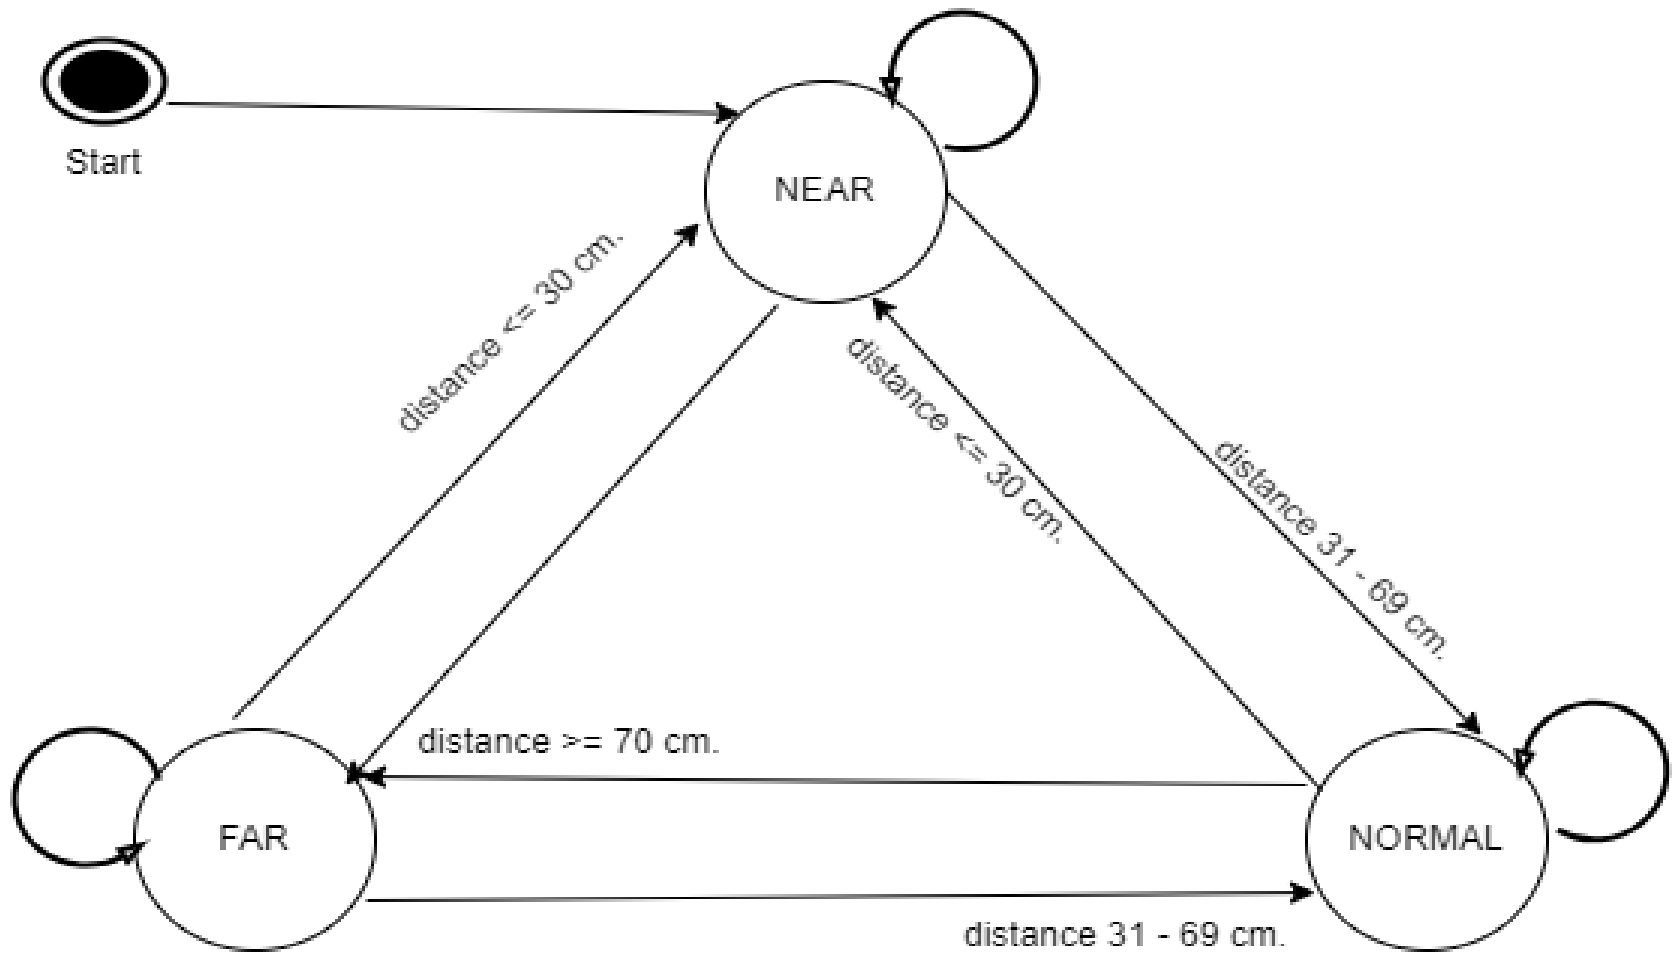 Start
NEAR
distance <= 30 cm.
distance <= 30 cm.
distance 31 - 69 cm.
distance >= 70 cm.
FAR
NORMAL
distance 31 - 69 cm.